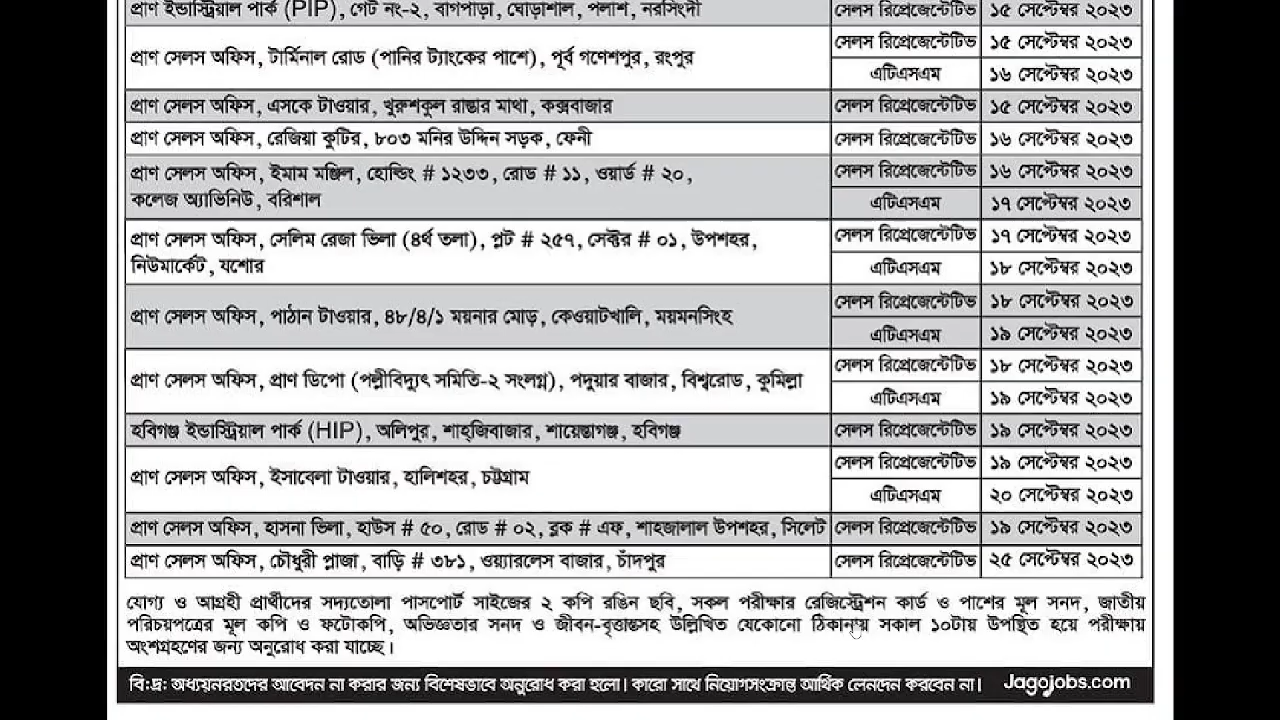 প্রাণ ইন্ডাস্ট্রিয়াল পার্ক (PIP), গেট নং-২, বাগপাড়া, ঘোড়াশাল, পলাশ, নরসিংদী সেলস রিপ্রেজেন্টেটিভ ১৫ সেপ্টেম্বর ২০২৩
প্রাণ সেলস অফিস, টার্মিনাল রোড (পানির ট্যাংকের পাশে), পূর্ব গণেশপুর, রংপুর সেলস রিপ্রেজেন্টেটিভ ১৫ সেপ্টেম্বর ২০২৩
এটিএসএম ১৬ সেপ্টেম্বর ২০২৩
প্রাণ সেলস অফিস, এসকে টাওয়ার, খুরুশকুল রাস্তার মাথা, কক্সবাজার সেলস রিপ্রেজেন্টেটিভ ১৫ সেপ্টেম্বর ২০২৩
প্রাণ সেলস অফিস, রেজিয়া কুটির, ৮০৩ মনির উদ্দিন সড়ক, ফেনী সেলস রিপ্রেজেন্টেটিভ ১৬ সেপ্টেম্বর ২০২৩
প্রাণ সেলস অফিস, ইমাম মঞ্জিল, হোল্ডিং # ১২৩৩, রোড # ১১, ওয়ার্ড # ২০, সেলস রিপ্রেজেন্টেটিভ ১৬ সেপ্টেম্বর ২০২৩
কলেজ অ্যাভিনিউ, বরিশাল এটিএসএম ১৭ সেপ্টেম্বর ২০২৩
প্রাণ সেলস অফিস, সেলিম রেজা ভিলা (৪র্থ তলা), প্লট # ২৫৭, সেক্টর # ০১, উপশহর, সেলস রিপ্রেজেন্টেটিভ ১৭ সেপ্টেম্বর ২০২৩
নিউমার্কেট, যশোর এটিএসএম ১৮ সেপ্টেম্বর ২০২৩
প্রাণ সেলস অফিস, পাঠান টাওয়ার, ৪৮/৪/১ ময়নার মোড়, কেওয়াটখালি, ময়মনসিংহ সেলস রিপ্রেজেন্টেটিভ ১৮ সেপ্টেম্বর ২০২৩
এটিএসএম ১৯ সেপ্টেম্বর ২০২৩
প্রাণ সেলস অফিস, প্রাণ ডিপো (পল্লীবিদ্যুৎ সমিতি-২ সংলগ্ন), পদুয়ার বাজার, বিশ্বরোড, কুমিল্লা সেলস রিপ্রেজেন্টেটিভ ১৮ সেপ্টেম্বর ২০২৩
এটিএসএম ১৯ সেপ্টেম্বর ২০২৩
হবিগঞ্জ ইন্ডাস্ট্রিয়াল পার্ক (HIP), অলিপুর, শাহ্জিবাজার, শায়েস্তাগঞ্জ, হবিগঞ্জ সেলস রিপ্রেজেন্টেটিভ ১৯ সেপ্টেম্বর ২০২৩
প্রাণ সেলস অফিস, ইসাবেলা টাওয়ার, হালিশহর, চট্টগ্রাম সেলস রিপ্রেজেন্টেটিভ ১৯ সেপ্টেম্বর ২০২৩
এটিএসএম ২০ সেপ্টেম্বর ২০২৩
প্রাণ সেলস অফিস, হাসনা ভিলা, হাউস # ৫০, রোড # ০২, ব্লক # এফ, শাহজালাল উপশহর, সিলেট সেলস রিপ্রেজেন্টেটিভ ১৯ সেপ্টেম্বর ২০২৩
প্রাণ সেলস অফিস, চৌধুরী প্লাজা, বাড়ি # ৩৮১, ওয়্যারলেস বাজার, চাঁদপুর সেলস রিপ্রেজেন্টেটিভ ২৫ সেপ্টেম্বর ২০২৩
যোগ্য ও আগ্রহী প্রার্থীদের সদ্যতোলা পাসপোর্ট সাইজের ২ কপি রঙিন ছবি, সকল পরীক্ষার রেজিস্ট্রেশন কার্ড ও পাশের মূল সনদ, জাতীয়
পরিচয়পত্রের মূল কপি ও ফটোকপি, অভিজ্ঞতার সনদ ও জীবন-বৃত্তান্তসহ উল্লিখিত যেকোনো ঠিকানায় সকাল ১০টায় উপস্থিত হয়ে পরীক্ষায়
অংশগ্রহণের জন্য অনুরোধ করা যাচ্ছে।
বি:দ্র: অধ্যয়নরতদের আবেদন না করার জন্য বিশেষভাবে অনুরোধ করা হলো। কারো সাথে নিয়োগসংক্রান্ত আর্থিক লেনদেন করবেন না। Jagojobs.com